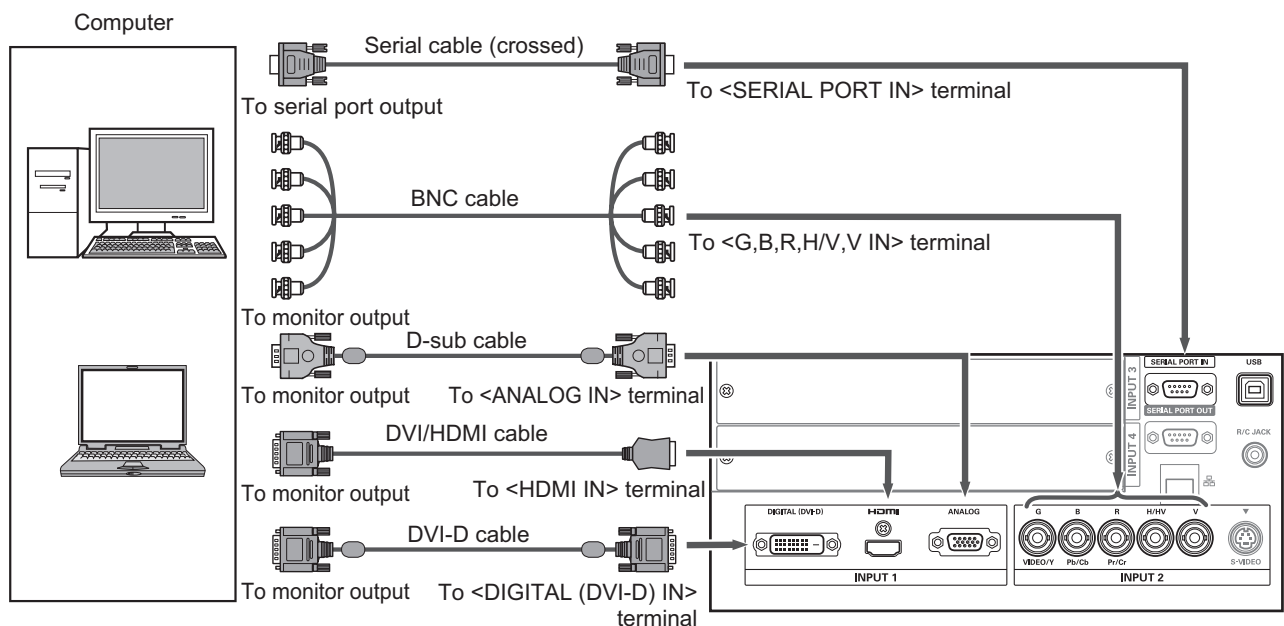 Computer
Serial cable (crossed)
To serial port output
To <SERIAL PORT IN> terminal
BNC cable
To monitor output
To <G,B,R,H/V,V IN> terminal
D-sub cable
To monitor output
To <ANALOG IN> terminal
DVI/HDMI cable
To monitor output
To <HDMI IN> terminal
DVI-D cable
To monitor output
To <DIGITAL (DVI-D) IN>
terminal
INPUT 3
SERIAL PORT IN
USB
SERIAL PORT OUT
INPUT 4
R/C JACK
DIGITAL (DVI-D)
HDMI
ANALOG
INPUT 1
G
B
R
H/HV
V
VIDEO/Y
Pb/Cb
Pr/Cr
S-VIDEO
INPUT 2